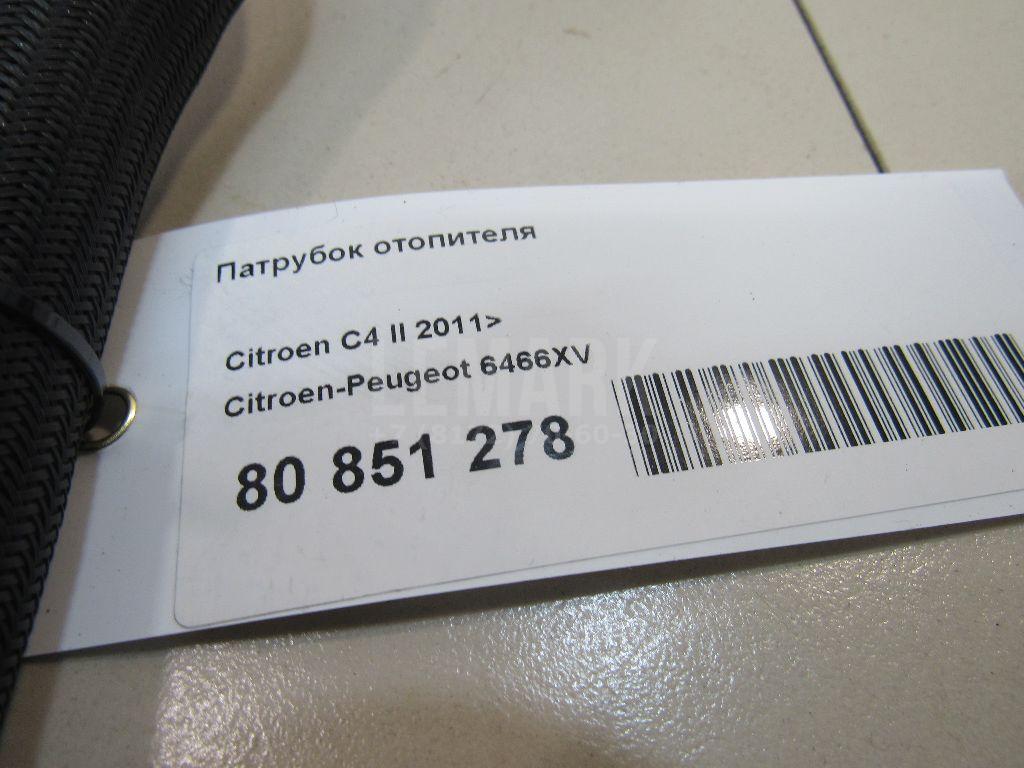 Патрубок отопителя
Citroen C4 II 2011>
Citroen-Peugeot 6466XV
80 851 278
LEMARK